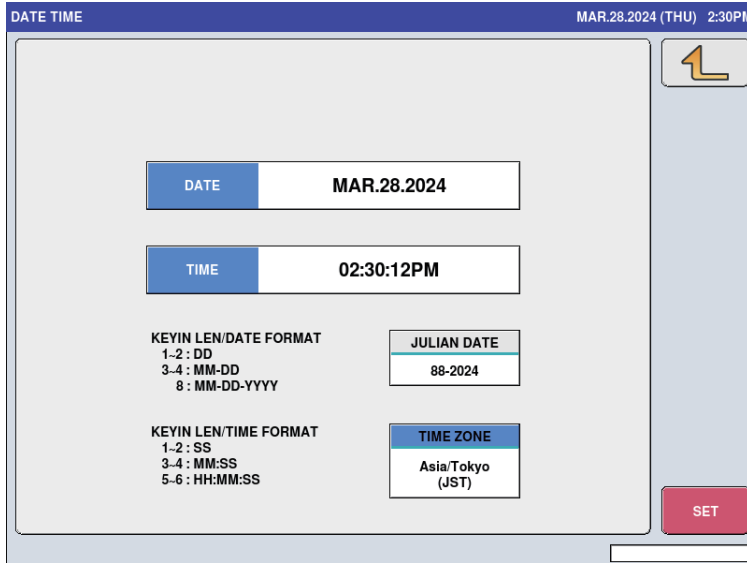 DATE TIME MAR.28.2024 (THU) 2:30PM
DATE MAR.28.2024
TIME 02:30:12PM
KEYIN LEN/DATE FORMAT
1~2 : DD
3~4 : MM-DD
8 : MM-DD-YYYY
JULIAN DATE
88-2024
KEYIN LEN/TIME FORMAT
1~2 : SS
3~4 : MM:SS
5~6 : HH:MM:SS
TIME ZONE
Asia/Tokyo
(JST)
SET